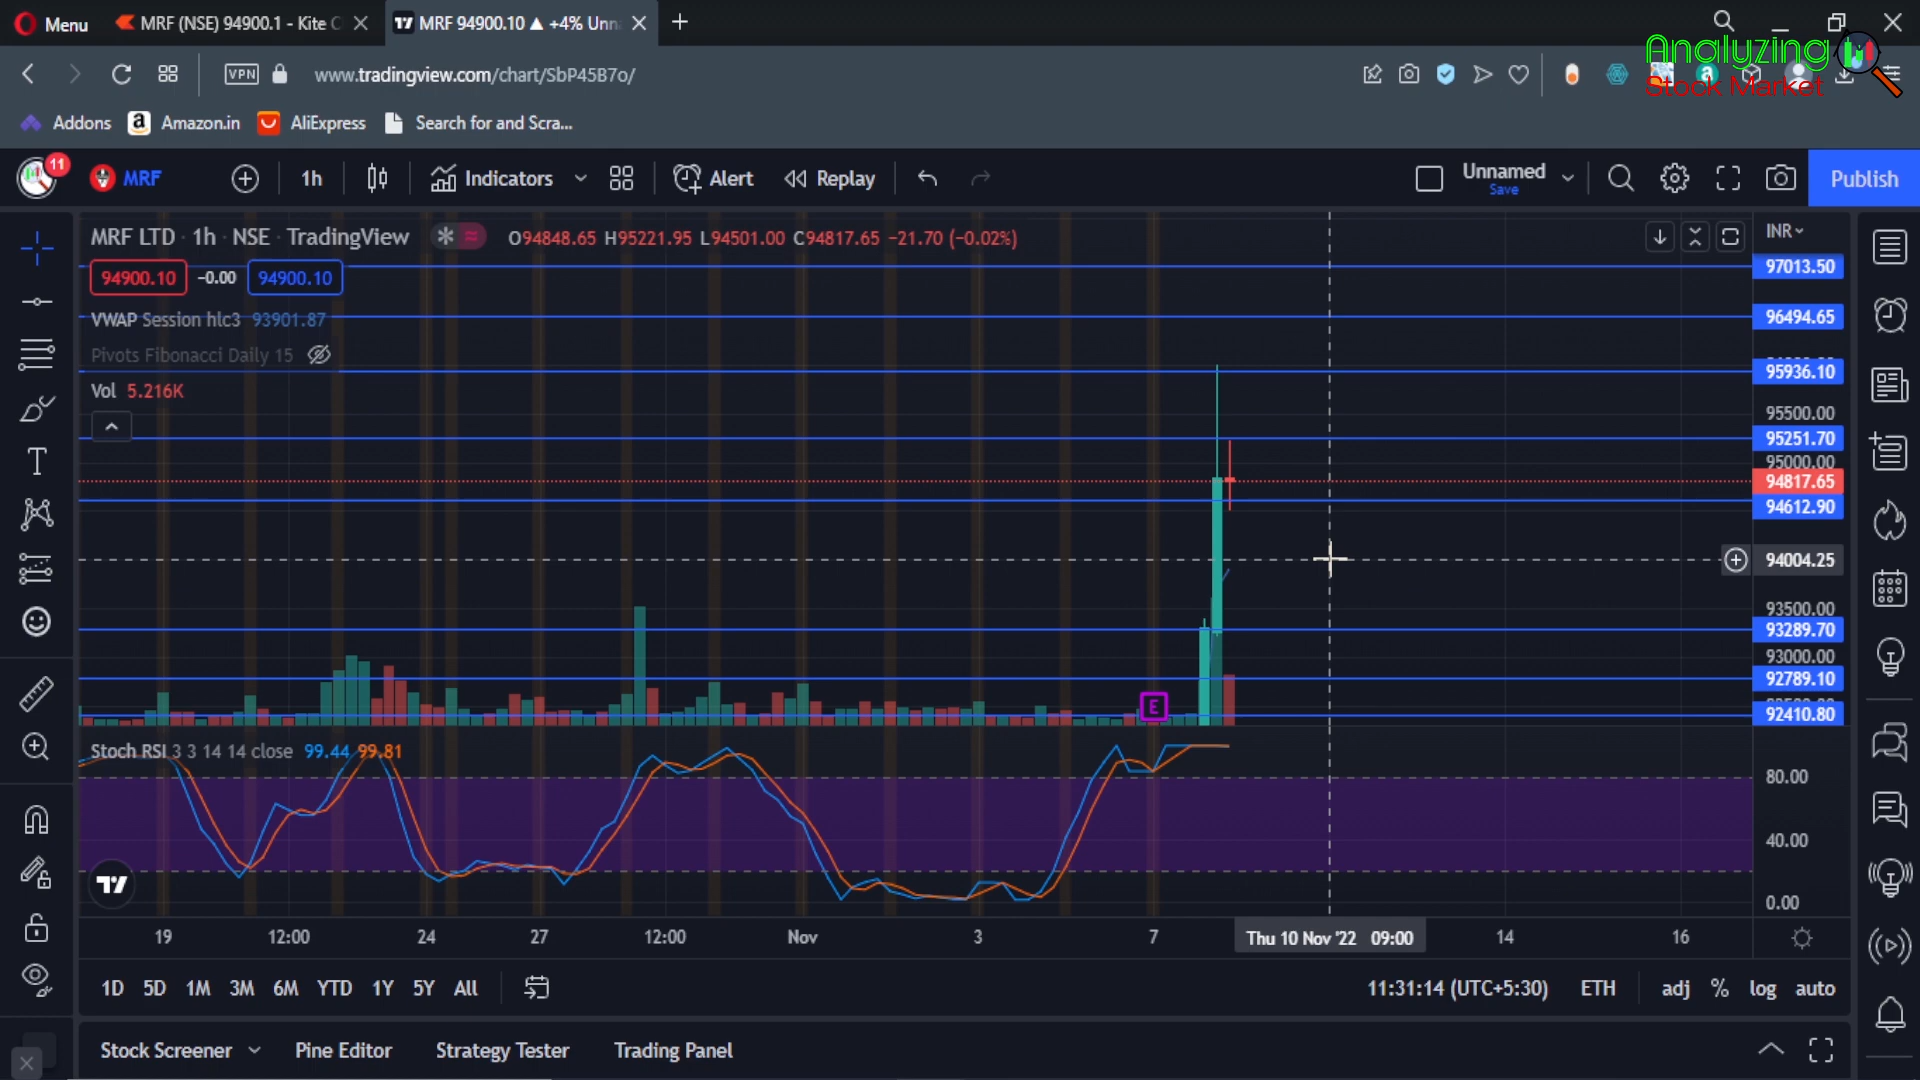 Menu
MRF (NSE) 94900.1 - Kite C
MRF 94900.10 ▲ +4% Unn
Analyzing
Stock Market
VPN
www.tradingview.com/chart/SbP45B7o/
Addons
Amazon.in
AliExpress
Search for and Scra...
11
MRF
1h
Indicators
Alert
Replay
Unnamed
Save
Publish
MRF LTD · 1h · NSE · TradingView
O94848.65 H95221.95 L94501.00 C94817.65 −21.70 (−0.02%)
INR
94900.10
−0.00
94900.10
VWAP Session hlc3 93901.87
Pivots Fibonacci Daily 15
Vol 5.216K
97013.50
96494.65
95936.10
95500.00
95251.70
95000.00
94817.65
94612.90
94004.25
93500.00
93289.70
93000.00
92789.10
92410.80
E
Stoch RSI 3 3 14 14 close 99.44 99.81
80.00
40.00
0.00
19
12:00
24
27
12:00
Nov
3
7
Thu 10 Nov '22 09:00
14
16
1D
5D
1M
3M
6M
YTD
1Y
5Y
All
11:31:14 (UTC+5:30)
ETH
adj
%
log
auto
Stock Screener
Pine Editor
Strategy Tester
Trading Panel